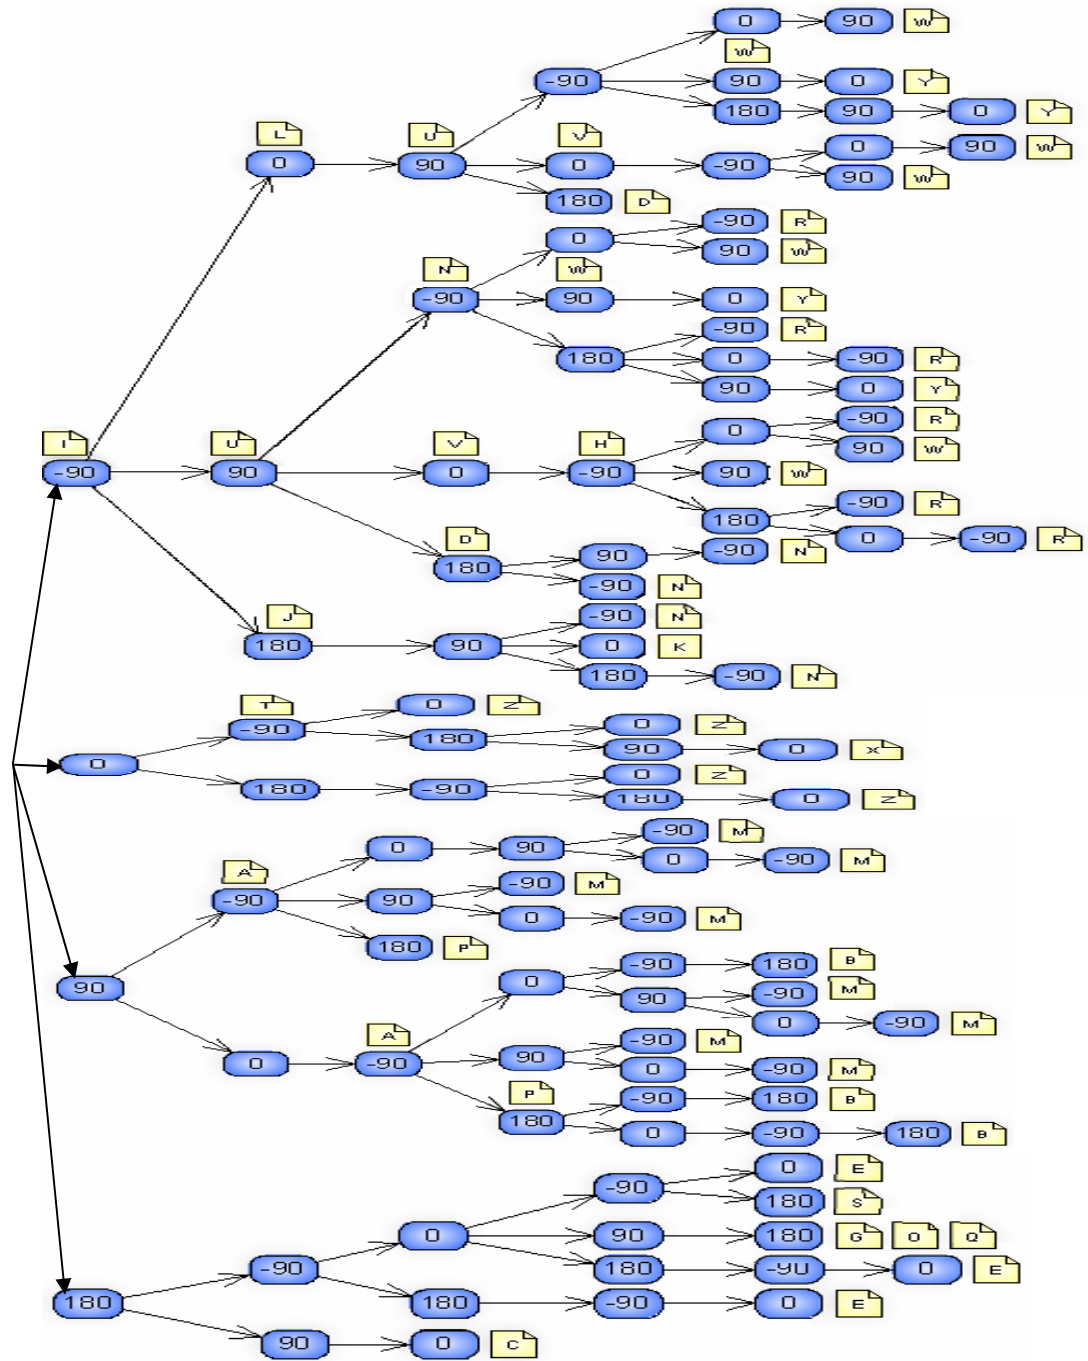 0 90 W
W
-90 90 0 Y
180 90 0 Y
L U V
0 90 0 -90 0 90 W
90 W
180 D
-90 R
0 90 W
N W
-90 90 0 Y
-90 R
180 0 -90 R
90 0 Y
-90 R
0 90 W
I U V H
-90 90 0 -90 90 W
-90 R
180 0 -90 R
D
180 90 -90 N
-90 N
J
-90 N
180 90 0 K
180 -90 N
T
-90 0 Z
180 0 Z
0 90 0 X
180 -90 0 Z
180 0 Z
-90 M
0 90 0 -90 M
A
-90 90 -90 M
0 -90 M
180 P
-90 180 B
90 0 90 -90 M
0 -90 M
A
-90 M
0 -90 90 0 -90 M
P
180 -90 180 B
0 -90 180 B
0 E
-90 180 S
0 90 180 G O Q
-90 180 -90 0 E
180 180 -90 0 E
90 0 C